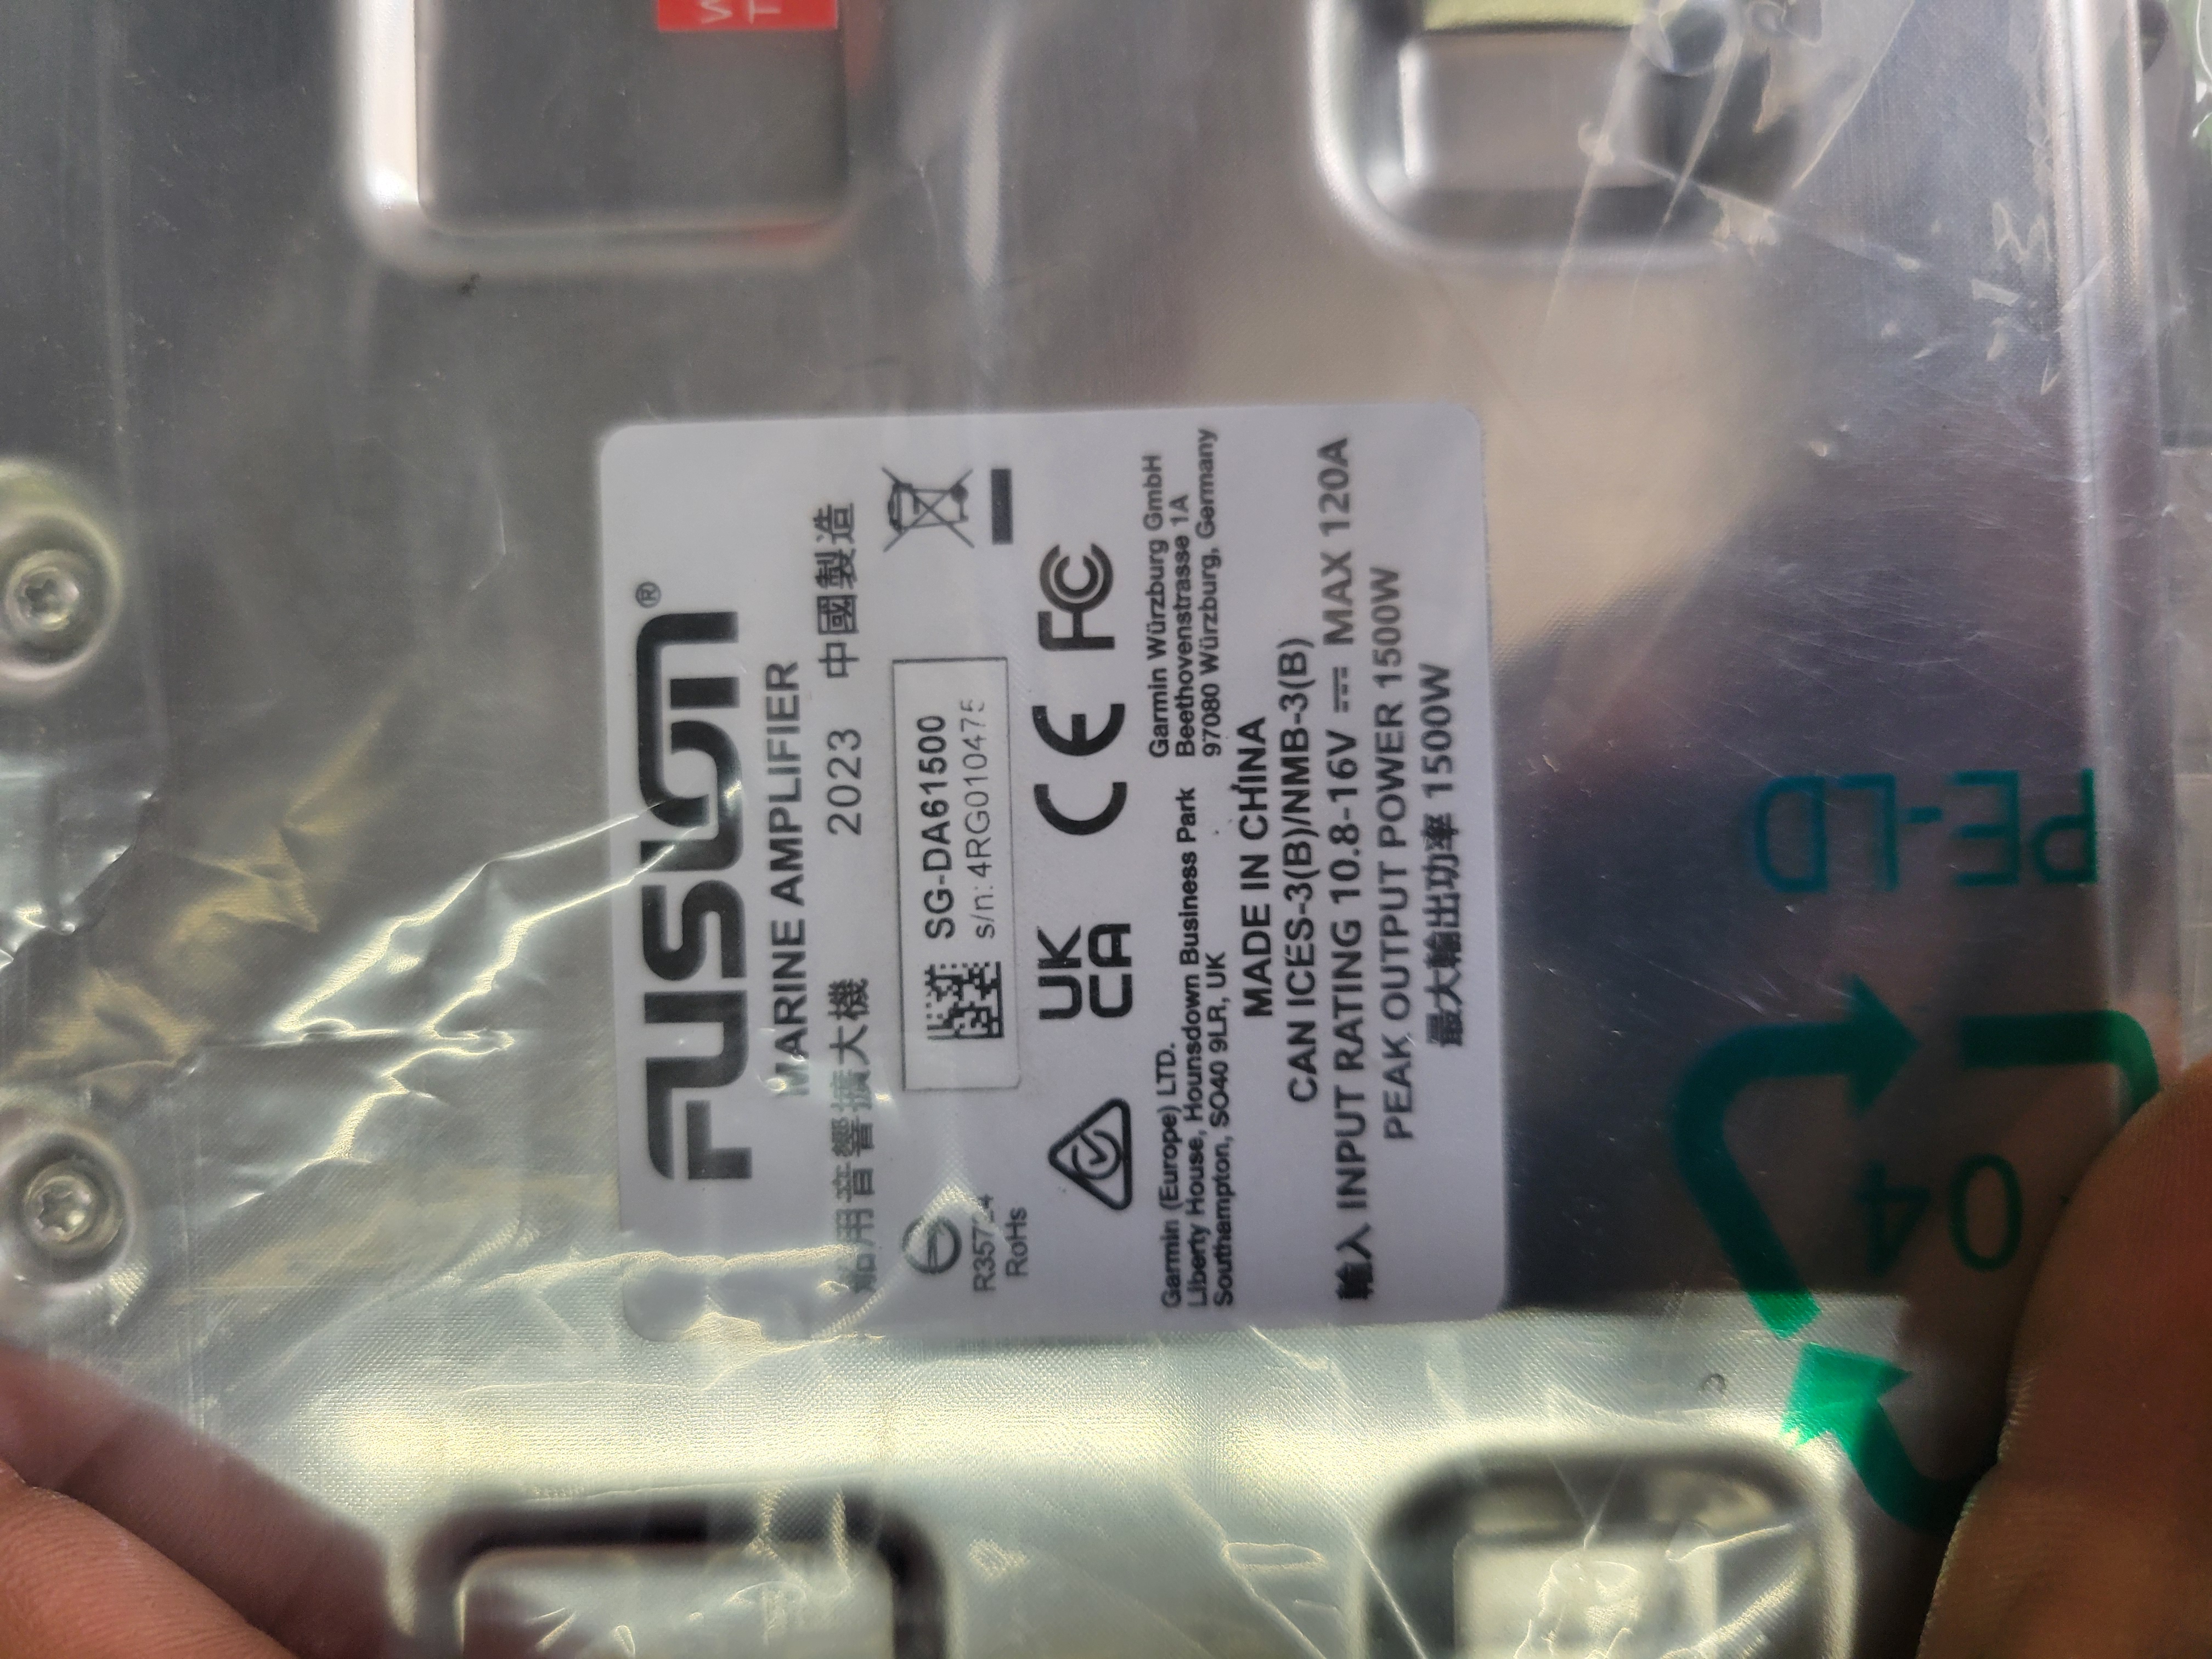 FUSION®
MARINE AMPLIFIER
船用音響擴大機 2023 中國製造
SG-DA61500
s/n: 4RG010475
RoHs
UK
CA
CE
FC
Garmin (Europe) LTD.
Liberty House, Hounsdown Business Park
Southampton, SO40 9LR, UK
Garmin Würzburg GmbH
Beethovenstrasse 1A
97080 Würzburg, Germany
MADE IN CHINA
CAN ICES-3(B)/NMB-3(B)
輸入 INPUT RATING 10.8-16V ⎓ MAX 120A
PEAK OUTPUT POWER 1500W
最大輸出功率 1500W
04
PE-LD